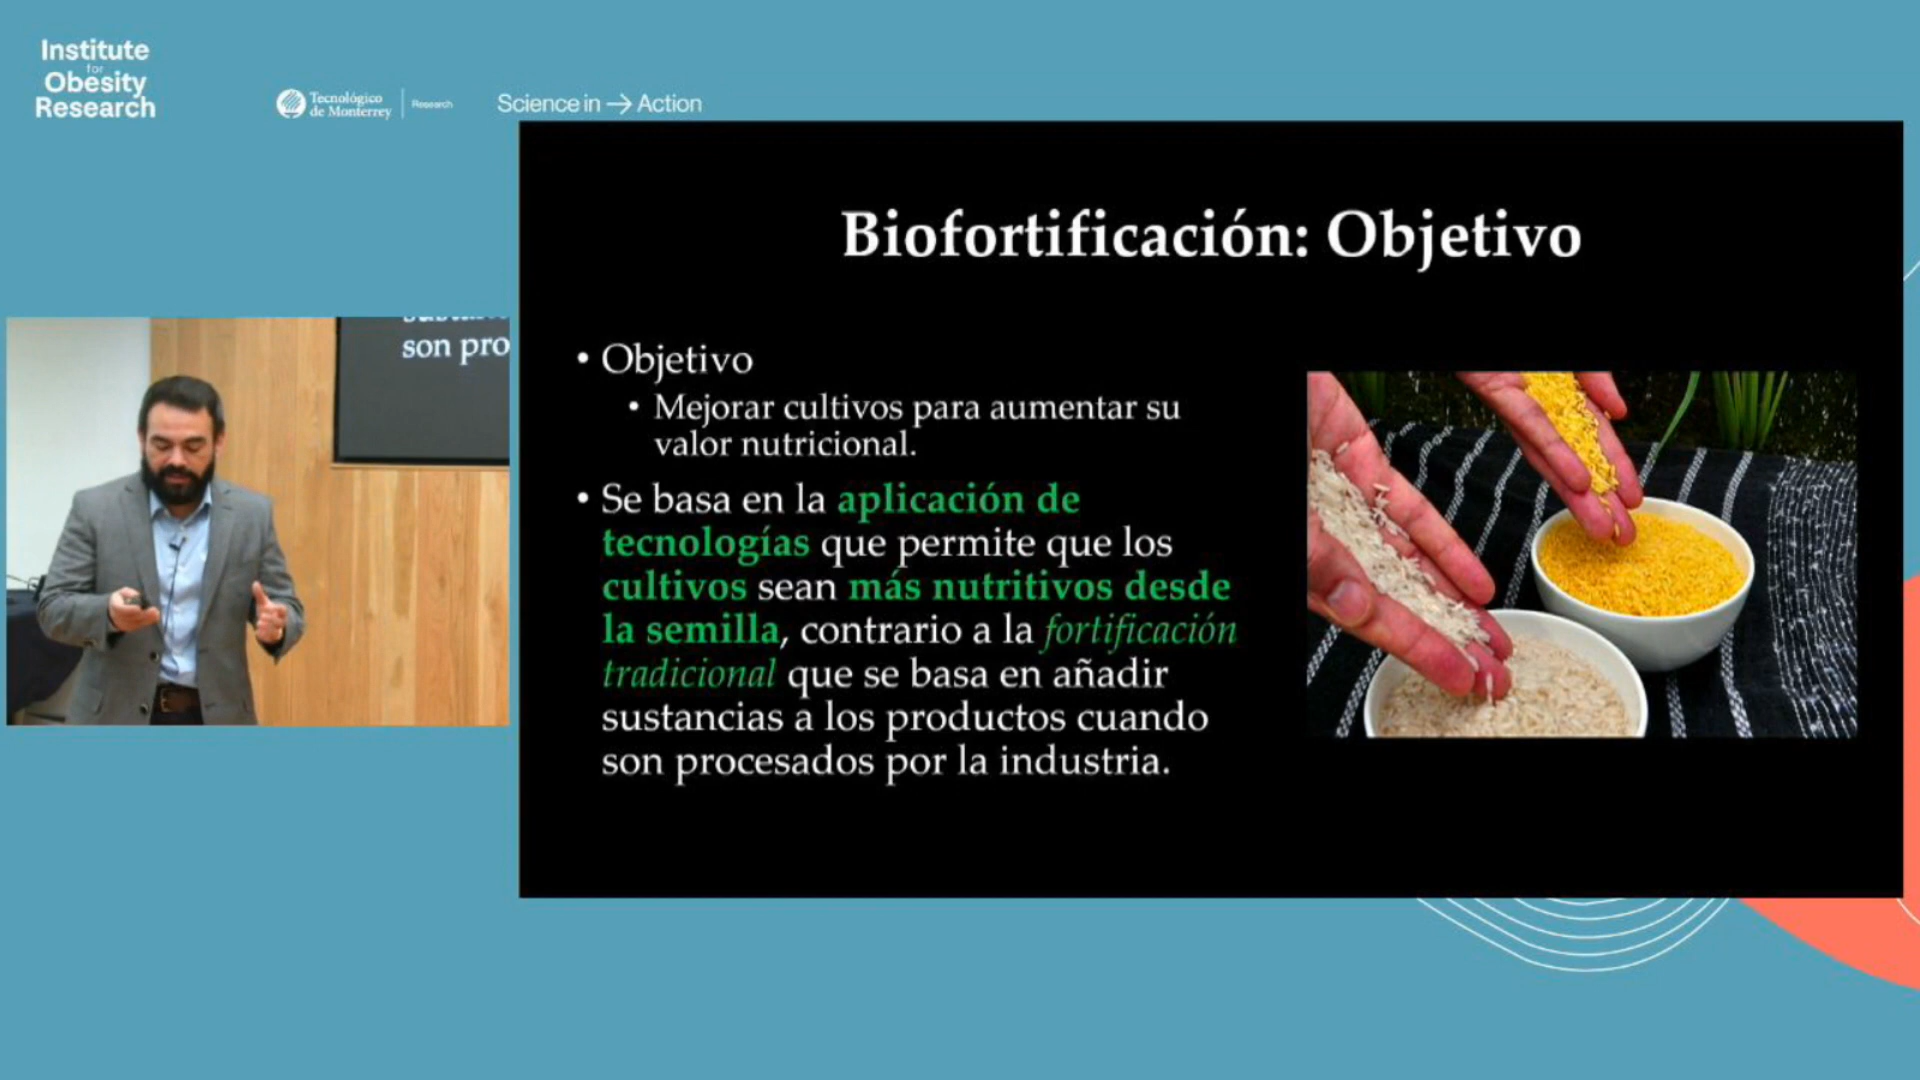 Institute
for
Obesity
Research
Tecnológico
de Monterrey
Research
Science in → Action
son pro
Biofortificación: Objetivo
• Objetivo
• Mejorar cultivos para aumentar su
valor nutricional.
• Se basa en la aplicación de
tecnologías que permite que los
cultivos sean más nutritivos desde
la semilla, contrario a la fortificación
tradicional que se basa en añadir
sustancias a los productos cuando
son procesados por la industria.